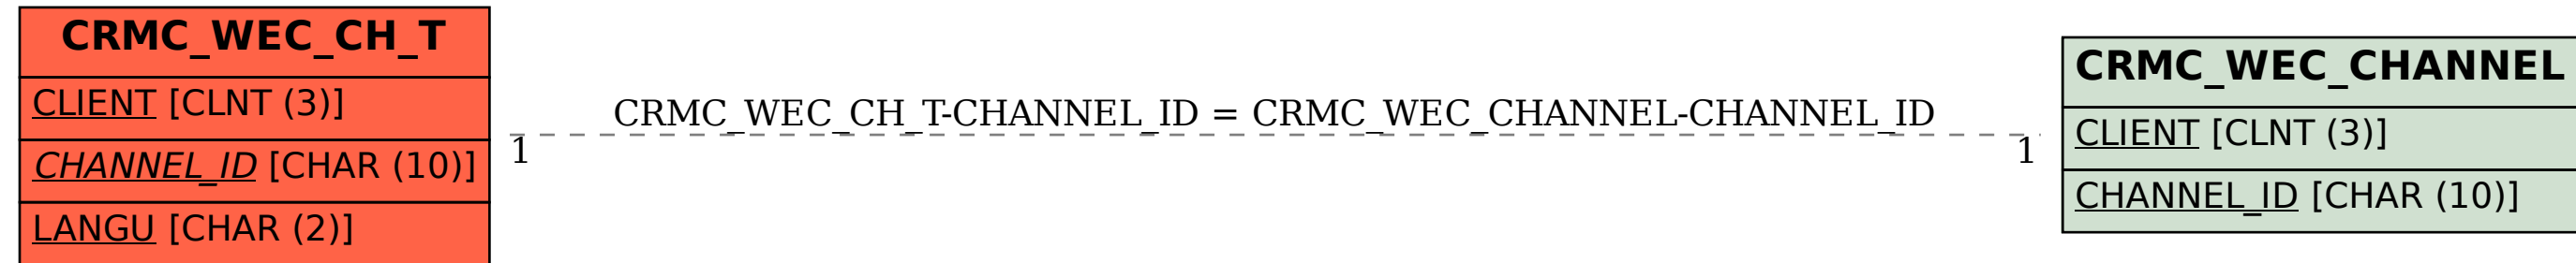 CRMC_WEC_CH_T
CLIENT [CLNT (3)]
CHANNEL_ID [CHAR (10)]
LANGU [CHAR (2)]
CRMC_WEC_CH_T-CHANNEL_ID = CRMC_WEC_CHANNEL-CHANNEL_ID
1
1
CRMC_WEC_CHANNEL
CLIENT [CLNT (3)]
CHANNEL_ID [CHAR (10)]